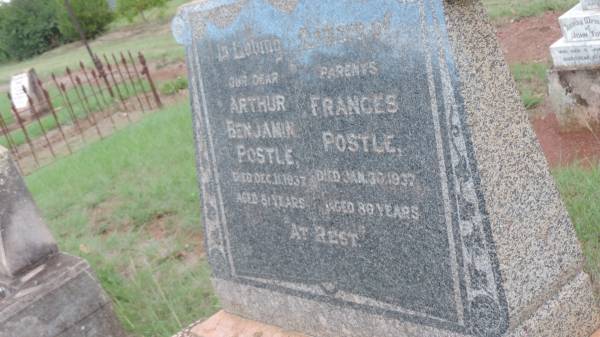 In Loving Memory of
OUR DEAR PARENTS
ARTHUR BENJAMIN POSTLE,
DIED DEC. 11, 1937
AGED 81 YEARS
FRANCES POSTLE,
DIED JAN. 30, 1937
AGED 80 YEARS
AT REST